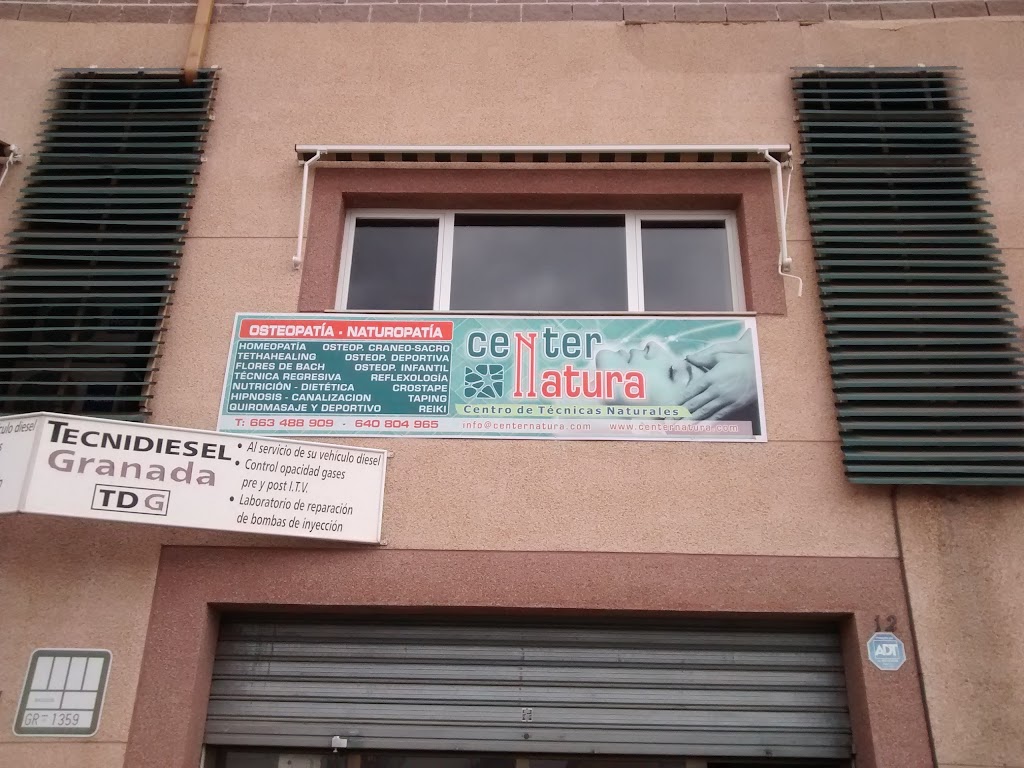 OSTEOPATÍA - NATUROPATÍA
HOMEOPATÍA OSTEOP. CRANEO-SACRO
TETHAHEALING OSTEOP. DEPORTIVA
FLORES DE BACH OSTEOP. INFANTIL
TÉCNICA REGRESIVA REFLEXOLOGÍA
NUTRICIÓN - DIETÉTICA CROSTAPE
HIPNOSIS - CANALIZACION TAPING
QUIROMASAJE Y DEPORTIVO REIKI
T: 663 488 909 - 640 804 965
ceNter
Natura
Centro de Técnicas Naturales
info@centernatura.com www.centernatura.com
vehículo diesel
TECNIDIESEL
Granada
TDG
• Al servicio de su vehículo diesel
• Control opacidad gases
pre y post I.T.V.
• Laboratorio de reparación
de bombas de inyección
12
ADT
GR - 1359